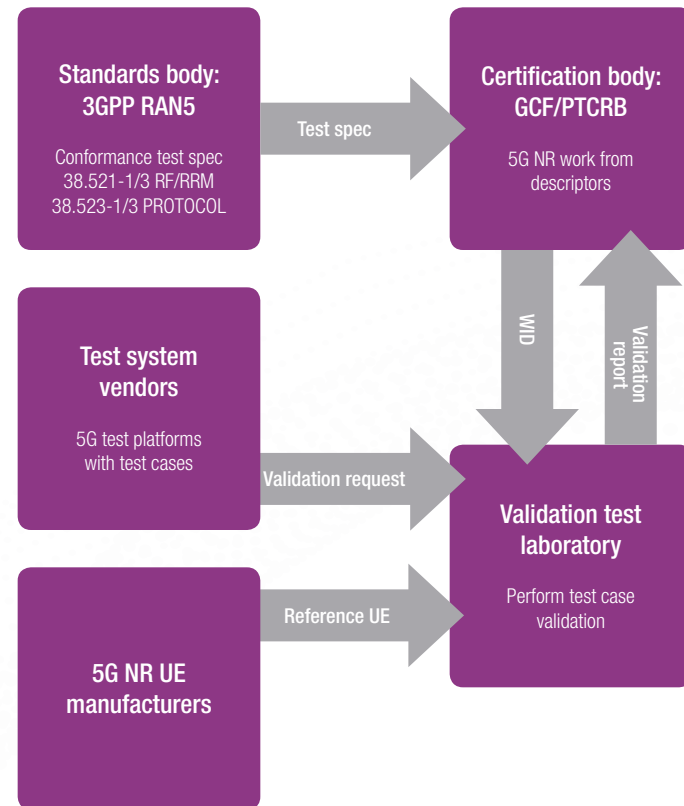 Standards body:
3GPP RAN5
Conformance test spec
38.521-1/3 RF/RRM
38.523-1/3 PROTOCOL
Test spec
Certification body:
GCF/PTCRB
5G NR work from
descriptors
WID
Validation
report
Test system
vendors
5G test platforms
with test cases
Validation request
Validation test
laboratory
Perform test case
validation
Reference UE
5G NR UE
manufacturers